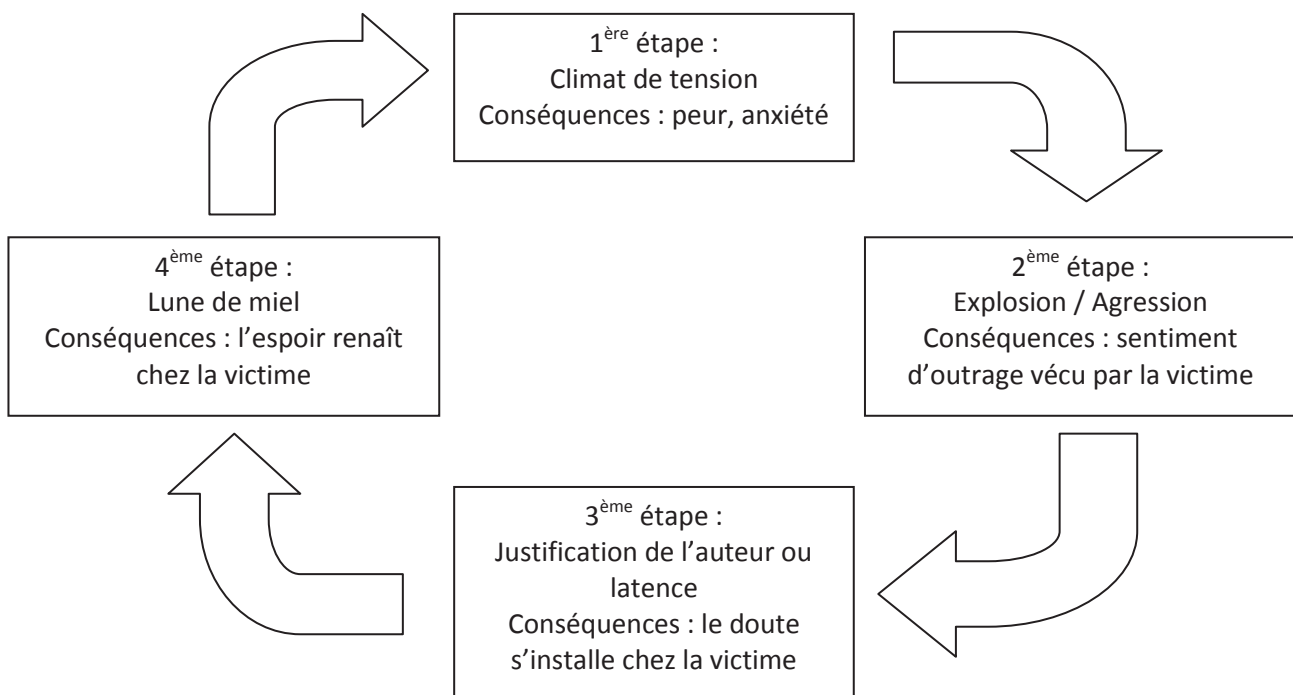 1ère étape :
Climat de tension
Conséquences : peur, anxiété
2ème étape :
Explosion / Agression
Conséquences : sentiment
d’outrage vécu par la victime
3ème étape :
Justification de l’auteur ou
latence
Conséquences : le doute
s’installe chez la victime
4ème étape :
Lune de miel
Conséquences : l’espoir renaît
chez la victime